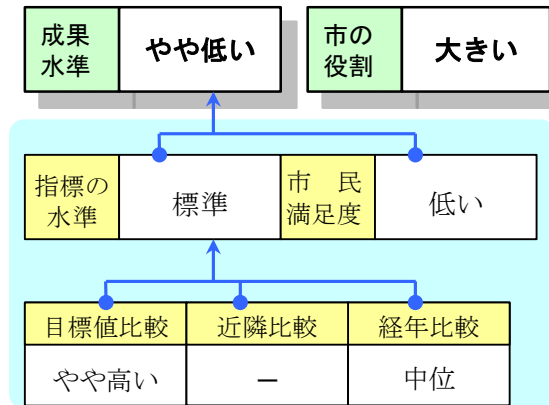 成果
水準
やや低い
市の
役割
大きい
指標の
水準
標準
市　民
満足度
低い
目標値比較
近隣比較
経年比較
やや高い
－
中位